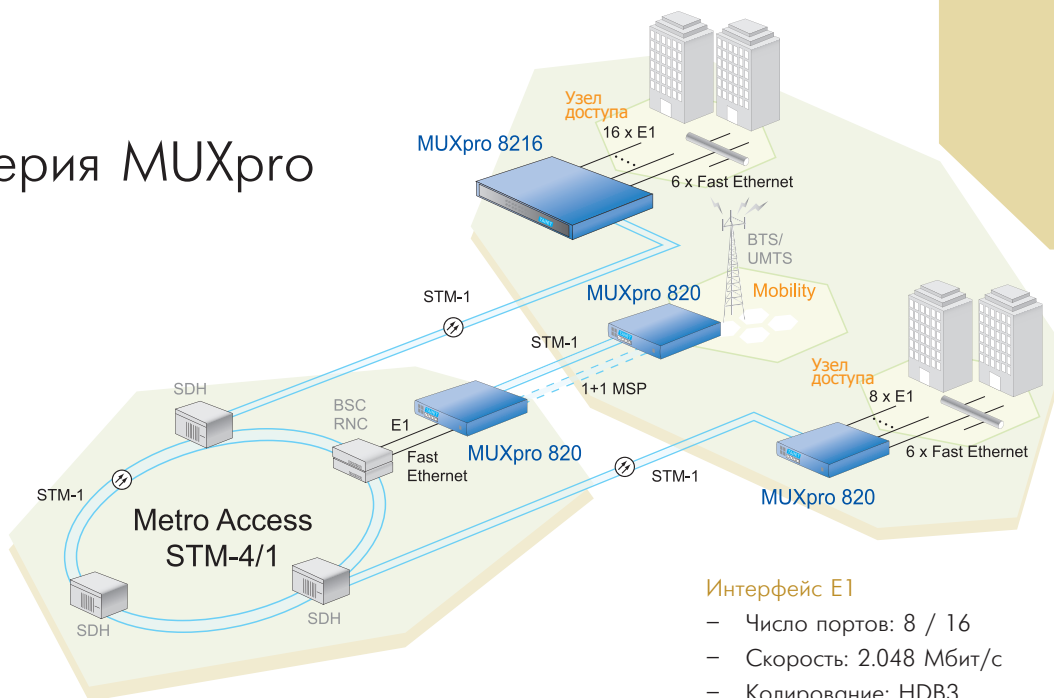 ерия MUXpro
Узел
доступа
16 x E1
MUXpro 8216
6 x Fast Ethernet
BTS/
UMTS
STM-1
MUXpro 820
Mobility
STM-1
1+1 MSP
SDH
BSC
RNC
E1
Fast
Ethernet
MUXpro 820
Узел
доступа
8 x E1
6 x Fast Ethernet
STM-1
STM-1
MUXpro 820
Metro Access
STM-4/1
SDH
SDH
Интерфейс E1
– Число портов: 8 / 16
– Скорость: 2.048 Мбит/с
– Кодирование: HDB3